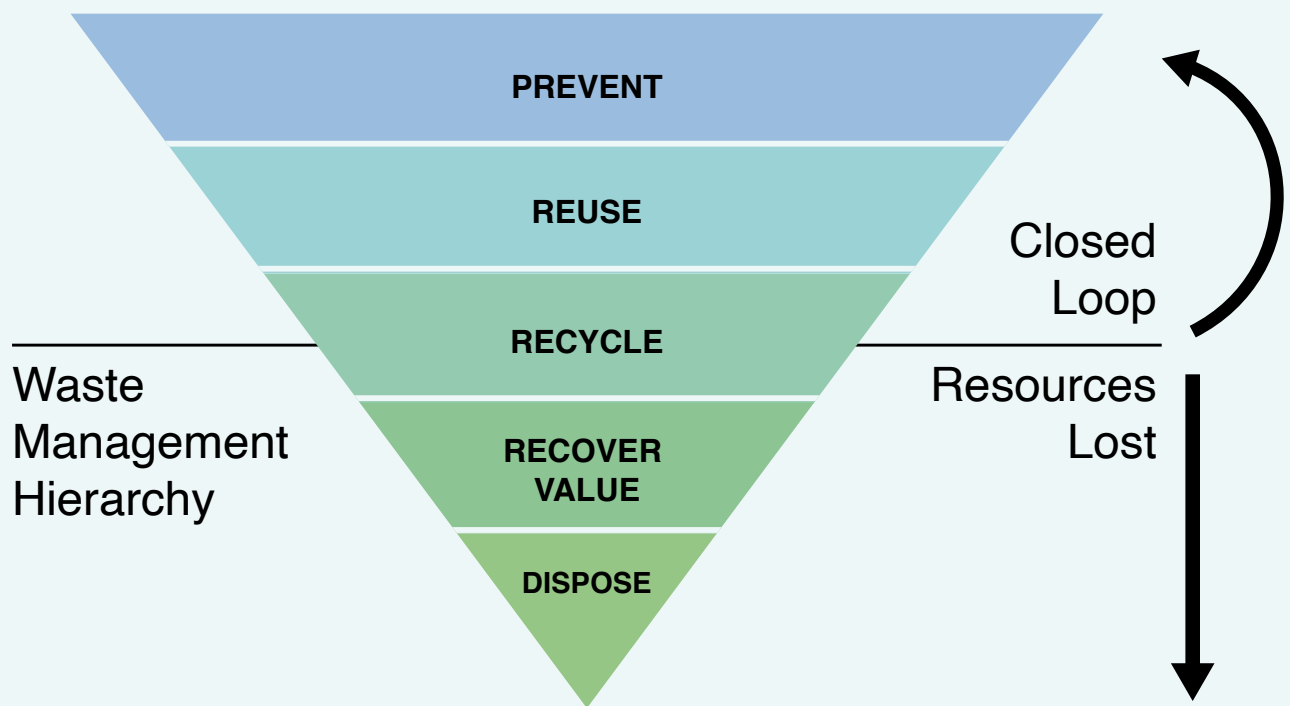 PREVENT
REUSE
Closed
Loop
RECYCLE
Waste
Management
Hierarchy
Resources
Lost
RECOVER
VALUE
DISPOSE